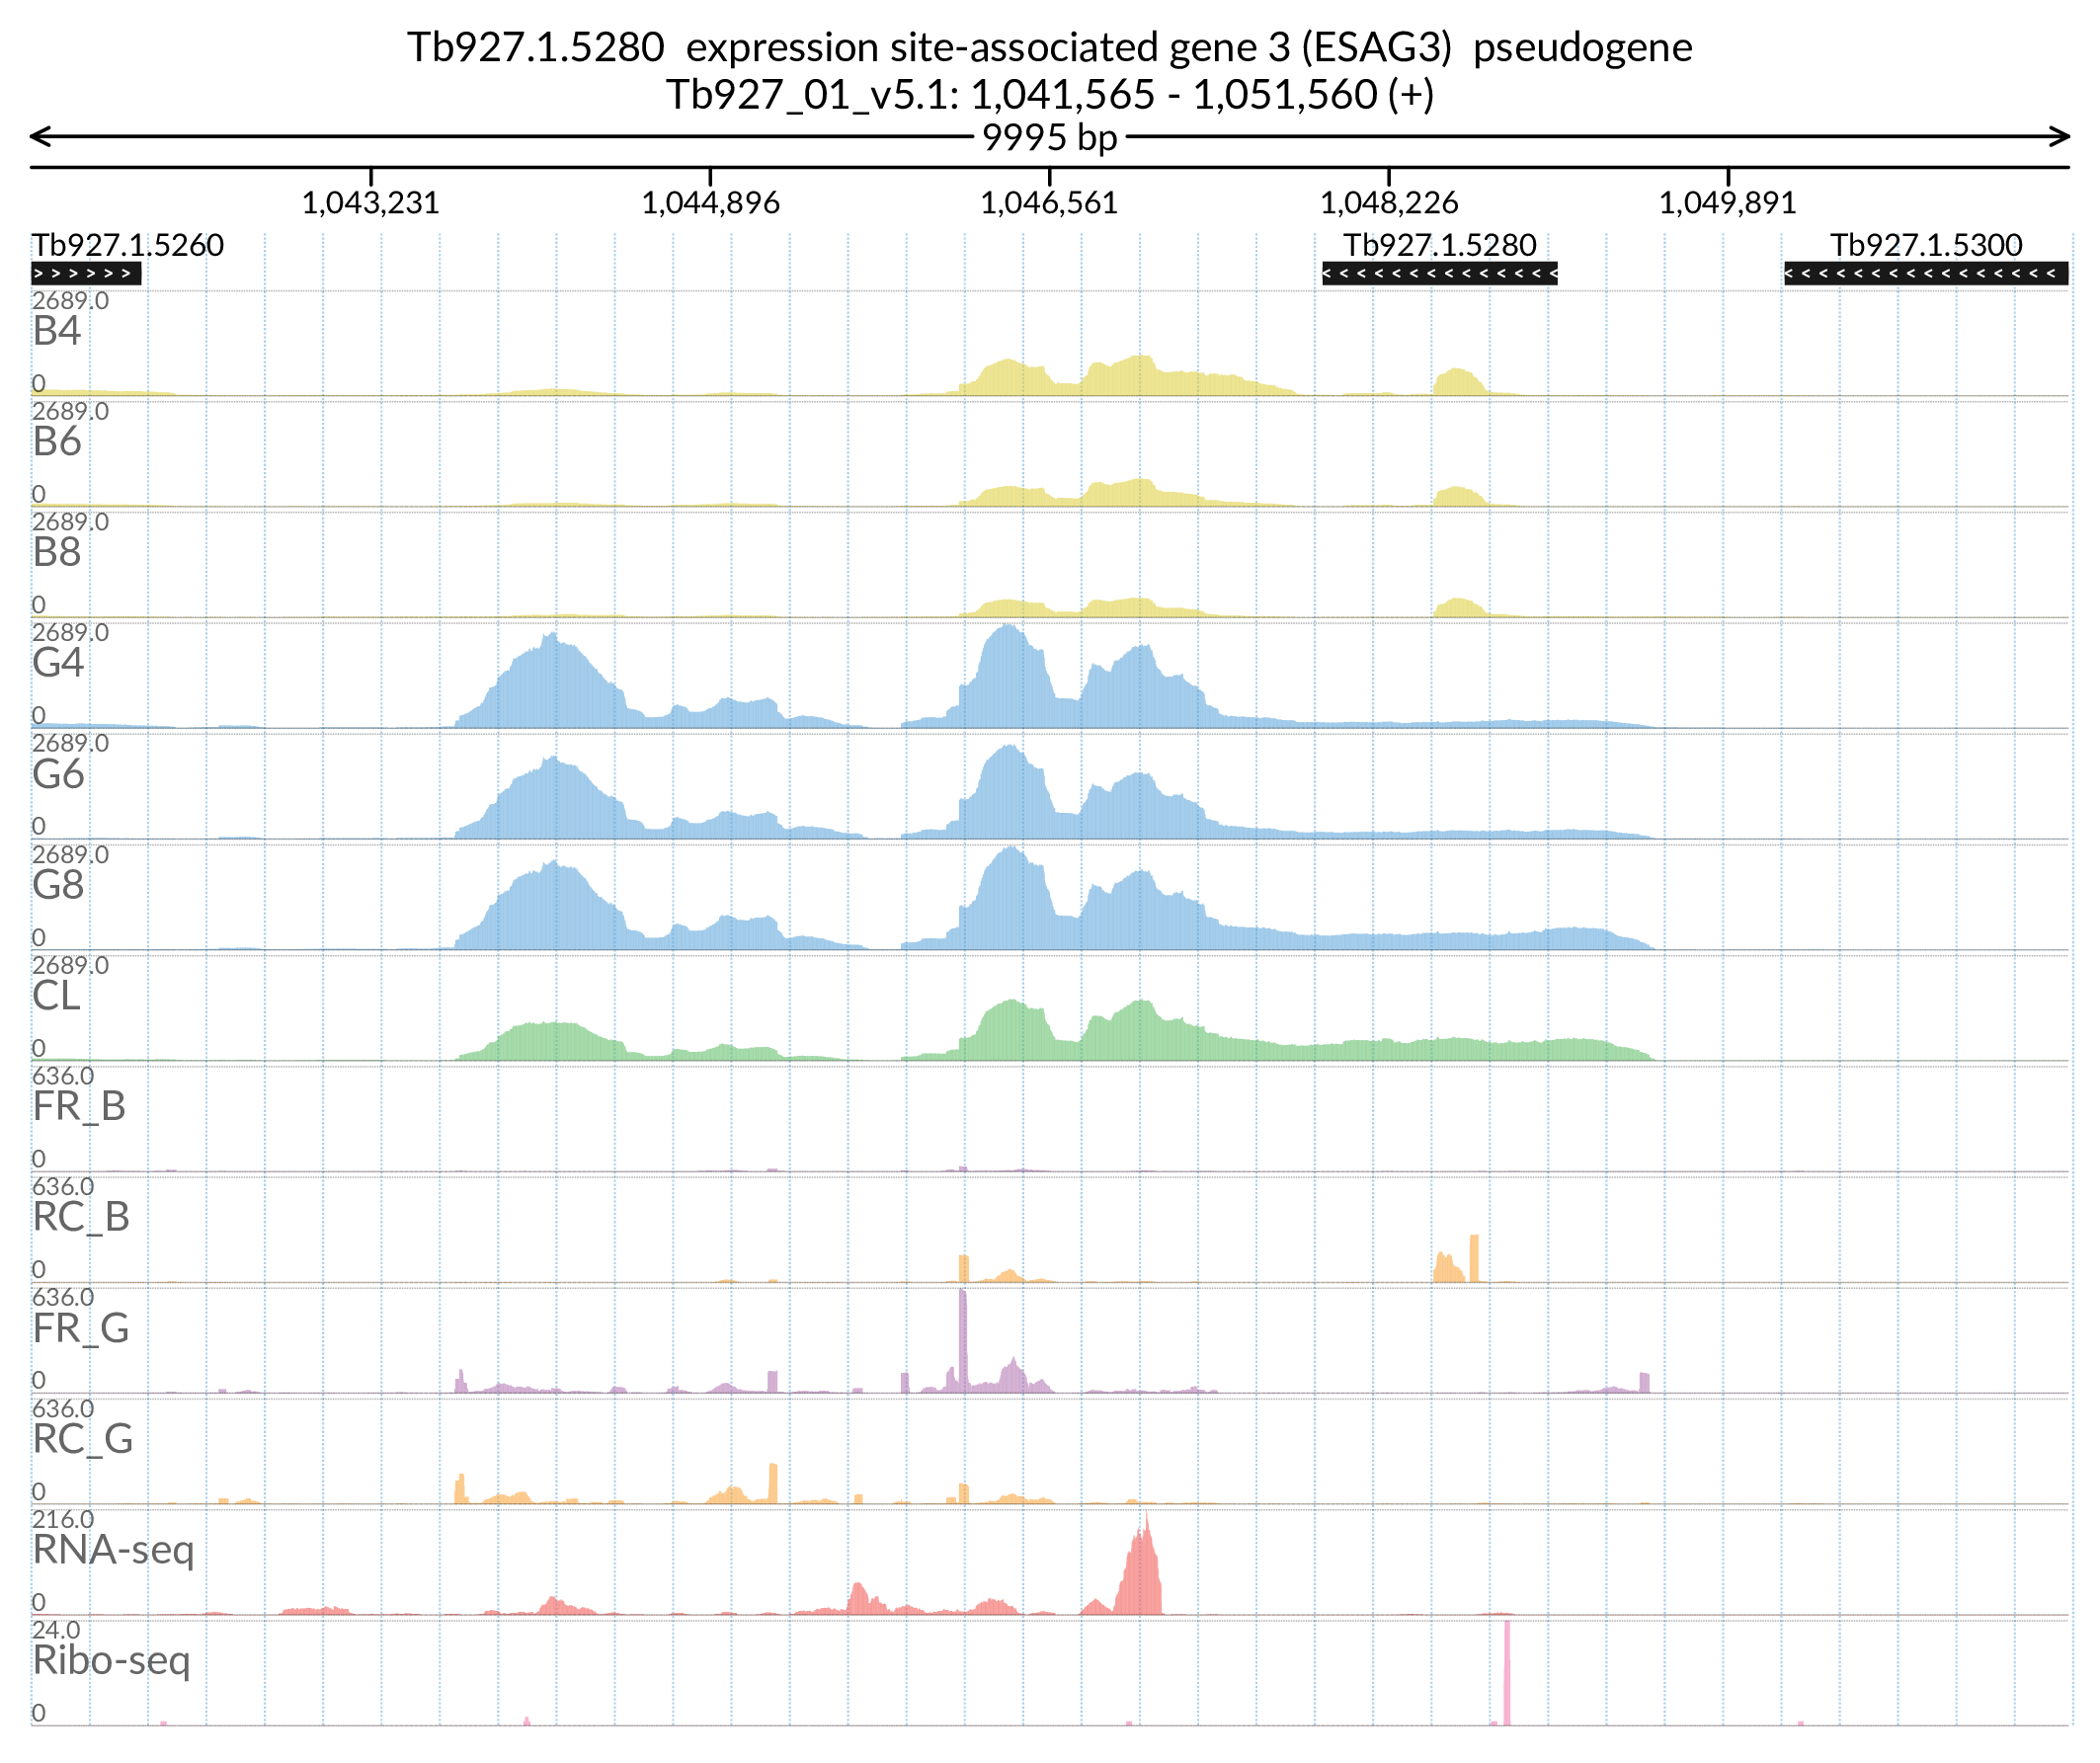 Tb927.1.5280 expression site-associated gene 3 (ESAG3) pseudogene
Tb927_01_v5.1: 1,041,565 - 1,051,560 (+)
9995 bp
1,043,231 1,044,896 1,046,561 1,048,226 1,049,891
Tb927.1.5260 Tb927.1.5280 Tb927.1.5300
2689.0
B4
0
2689.0
B6
0
2689.0
B8
0
2689.0
G4
0
2689.0
G6
0
2689.0
G8
0
2689.0
CL
0
636.0
FR_B
0
636.0
RC_B
0
636.0
FR_G
0
636.0
RC_G
0
216.0
RNA-seq
0
24.0
Ribo-seq
0